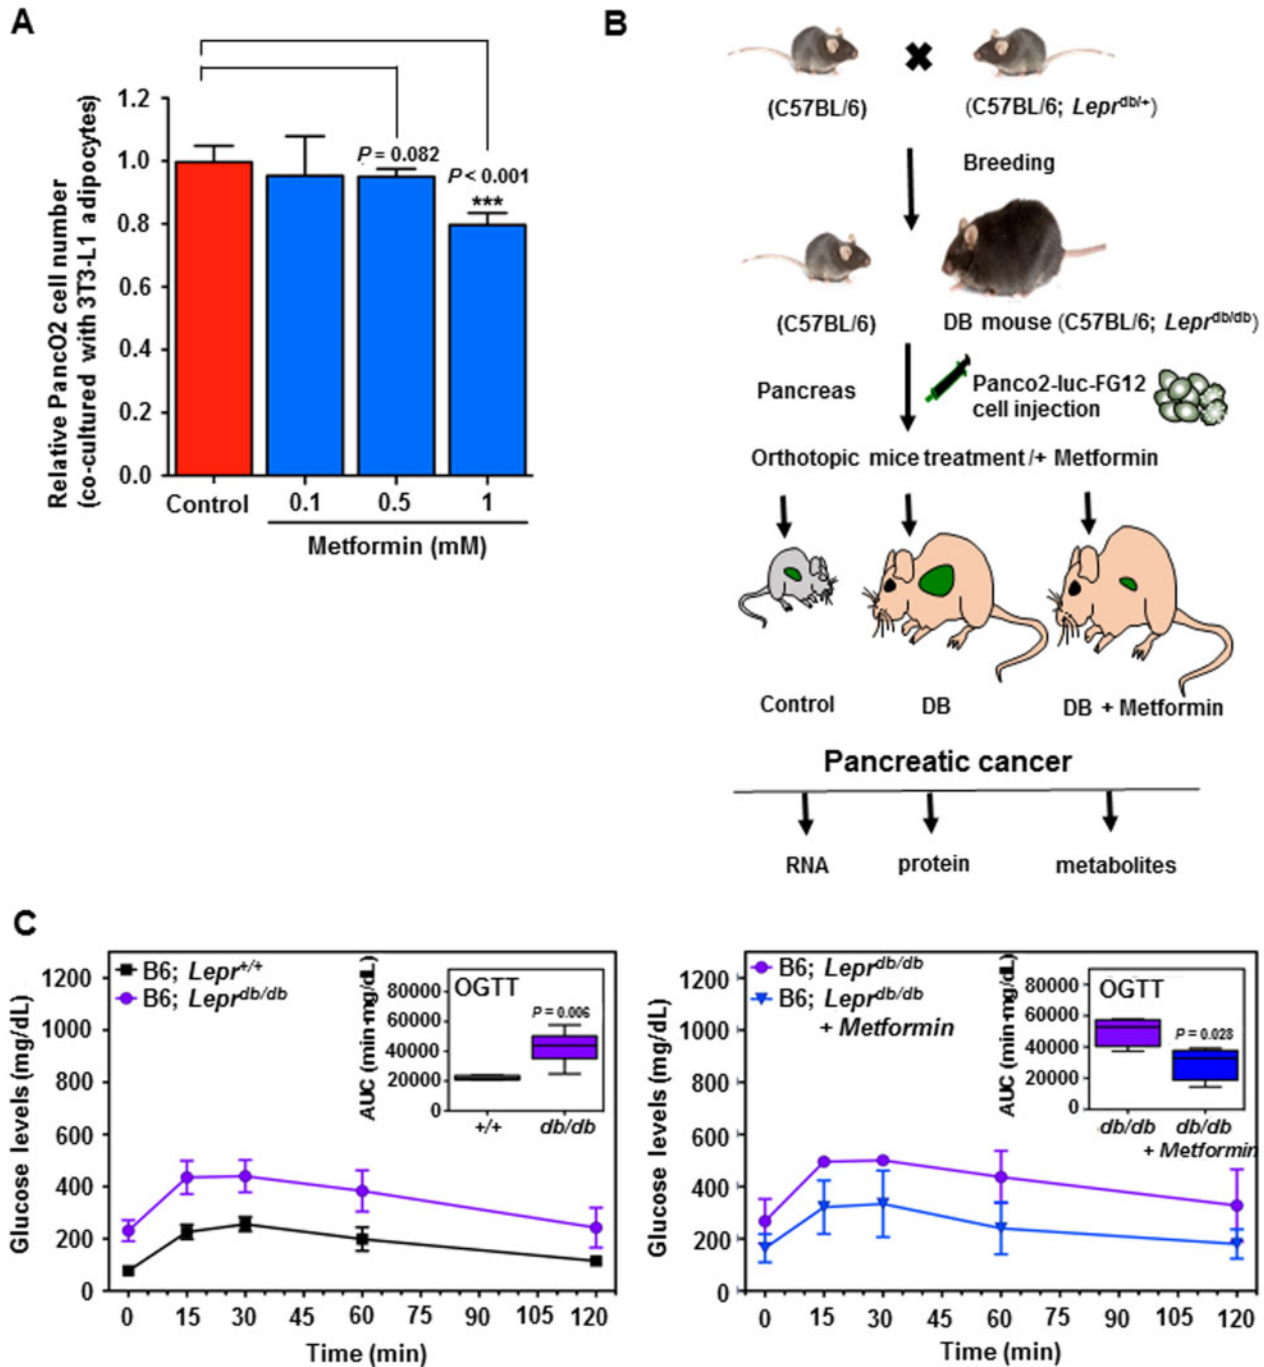 A
Relative PancO2 cell number
(co-cultured with 3T3-L1 adipocytes)
1.2
1.0
0.8
0.6
0.4
0.2
0.0
P = 0.082
P < 0.001
***
Control
0.1
0.5
1
Metformin (mM)
B
(C57BL/6)
(C57BL/6; Lepr^db/+)
Breeding
(C57BL/6)
DB mouse (C57BL/6; Lepr^db/db)
Pancreas
Panco2-luc-FG12
cell injection
Orthotopic mice treatment /+ Metformin
Control
DB
DB + Metformin
Pancreatic cancer
RNA
protein
metabolites
C
Glucose levels (mg/dL)
1200
1000
800
600
400
200
0
B6; Lepr^+/+
B6; Lepr^db/db
AUC (min-mg/dL)
80000
60000
40000
20000
0
OGTT
P = 0.006
+/+
db/db
0
15
30
45
60
75
90
105
120
Time (min)
Glucose levels (mg/dL)
1200
1000
800
600
400
200
0
B6; Lepr^db/db
B6; Lepr^db/db
+ Metformin
AUC (min-mg/dL)
80000
60000
40000
20000
0
OGTT
P = 0.028
db/db
db/db
+ Metformin
0
15
30
45
60
75
90
105
120
Time (min)